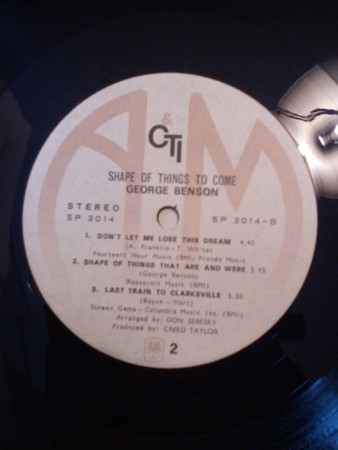 A&M
CTI
SHAPE OF THINGS TO COME
GEORGE BENSON
STEREO
SP 3014
SP 3014-B
1. DON'T LET ME LOSE THIS DREAM 4.40
(A. Franklin - T. White)
Fourteenth Hour Music (BMI) Pronto Music
2. SHAPE OF THINGS THAT ARE AND WERE 5.45
(George Benson)
Roosevelt Music (BMI)
3. LAST TRAIN TO CLARKSVILLE 5.30
(Boyce - Hart)
Screen Gems - Columbia Music Inc. (BMI)
Arranged by: DON SEBESKY
Produced by: CREED TAYLOR
A&M 2